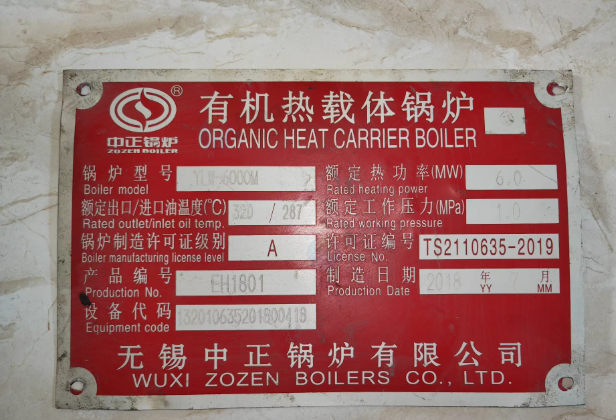 ®
中正锅炉
ZOZEN BOILER
有机热载体锅炉
ORGANIC HEAT CARRIER BOILER
锅炉型号 YLW-6000M
Boiler model
额定热功率(MW) 6.0
Rated heating power
额定出口/进口油温度(℃) 320 / 287
Rated outlet/inlet oil temp.
额定工作压力(MPa) 1.0
Rated working pressure
锅炉制造许可证级别 A
Boiler manufacturing license level
许可证编号 TS2110635-2019
License No.
产品编号 EH1801
Production No.
制造日期 2018 年 月
Production Date YY MM
设备代码
Equipment code
无锡中正锅炉有限公司
WUXI ZOZEN BOILERS CO., LTD.